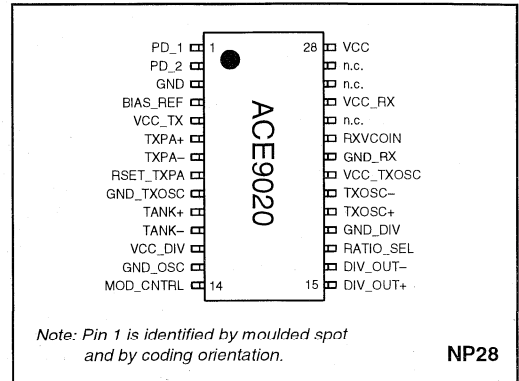 PD_1 1 28 VCC
PD_2 n.c.
GND n.c.
BIAS_REF VCC_RX
VCC_TX n.c.
TXPA+ RXVCOIN
TXPA- GND_RX
RSET_TXPA VCC_TXOSC
GND_TXOSC TXOSC-
TANK+ TXOSC+
TANK- GND_DIV
VCC_DIV RATIO_SEL
GND_OSC DIV_OUT-
MOD_CNTRL 14 15 DIV_OUT+
ACE9020
Note: Pin 1 is identified by moulded spot
and by coding orientation.
NP28